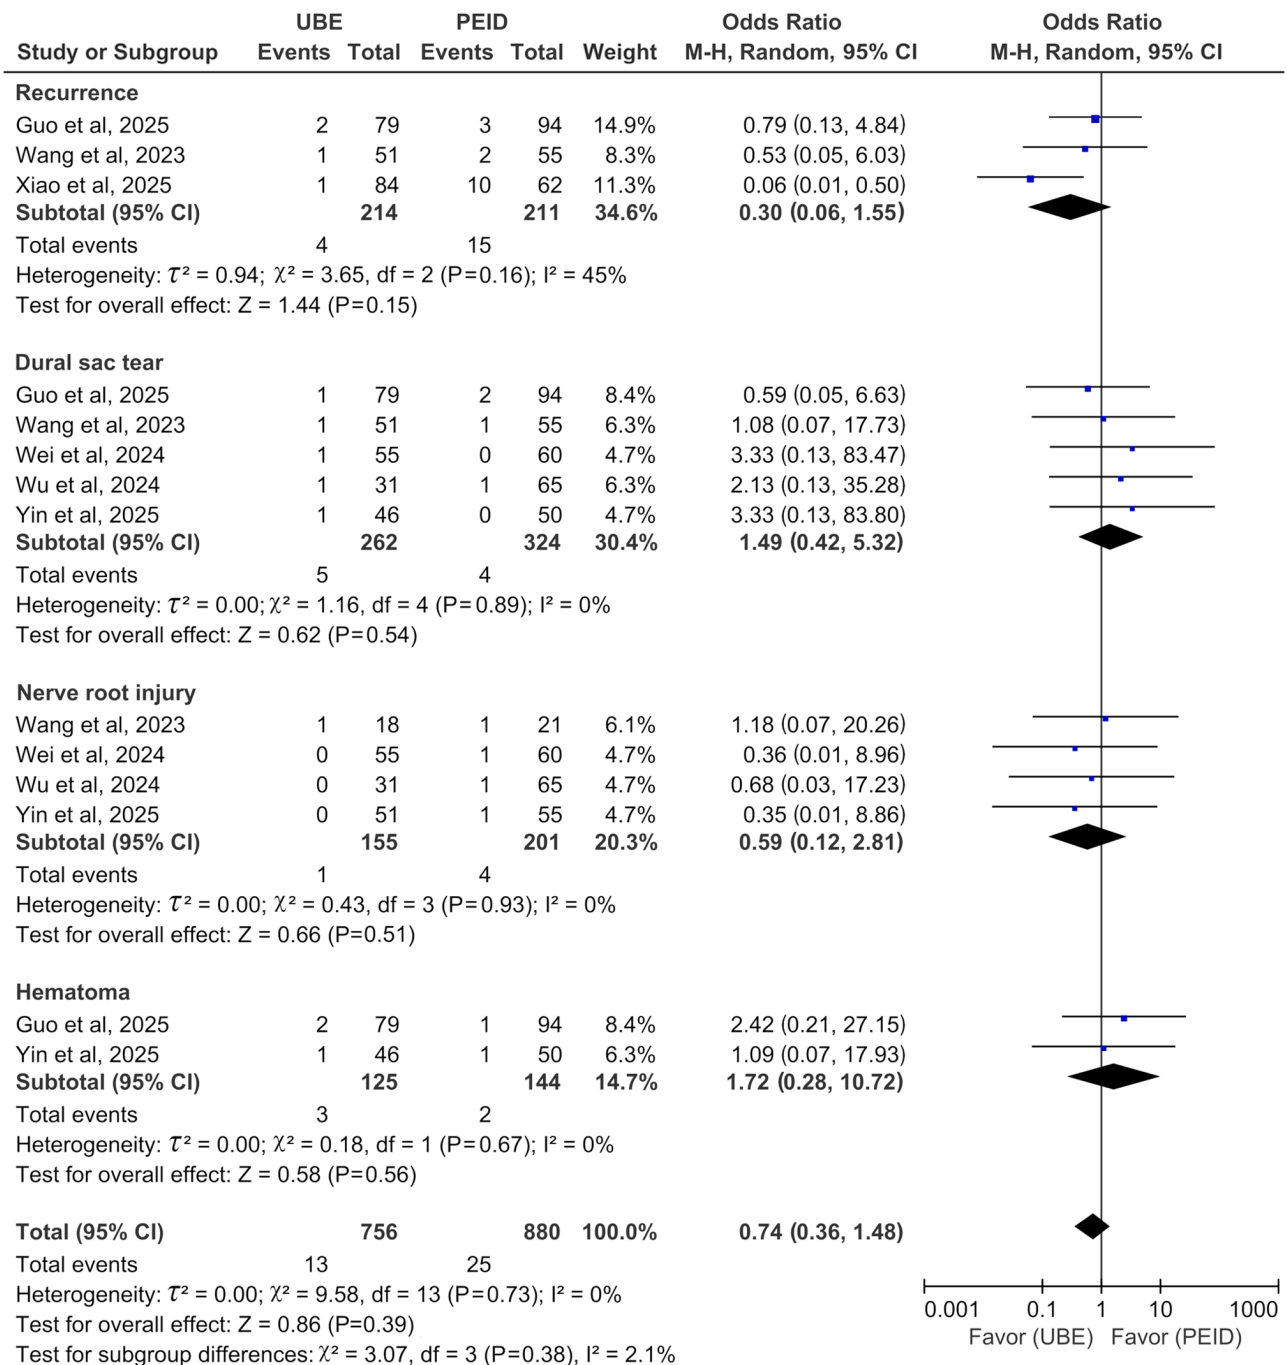 UBE PEID Odds Ratio Odds Ratio
Study or Subgroup Events Total Events Total Weight M-H, Random, 95% CI M-H, Random, 95% CI
Recurrence
Guo et al, 2025 2 79 3 94 14.9% 0.79 (0.13, 4.84)
Wang et al, 2023 1 51 2 55 8.3% 0.53 (0.05, 6.03)
Xiao et al, 2025 1 84 10 62 11.3% 0.06 (0.01, 0.50)
Subtotal (95% CI) 214 211 34.6% 0.30 (0.06, 1.55)
Total events 4 15
Heterogeneity: τ² = 0.94; χ² = 3.65, df = 2 (P=0.16); I² = 45%
Test for overall effect: Z = 1.44 (P=0.15)
Dural sac tear
Guo et al, 2025 1 79 2 94 8.4% 0.59 (0.05, 6.63)
Wang et al, 2023 1 51 1 55 6.3% 1.08 (0.07, 17.73)
Wei et al, 2024 1 55 0 60 4.7% 3.33 (0.13, 83.47)
Wu et al, 2024 1 31 1 65 6.3% 2.13 (0.13, 35.28)
Yin et al, 2025 1 46 0 50 4.7% 3.33 (0.13, 83.80)
Subtotal (95% CI) 262 324 30.4% 1.49 (0.42, 5.32)
Total events 5 4
Heterogeneity: τ² = 0.00; χ² = 1.16, df = 4 (P=0.89); I² = 0%
Test for overall effect: Z = 0.62 (P=0.54)
Nerve root injury
Wang et al, 2023 1 18 1 21 6.1% 1.18 (0.07, 20.26)
Wei et al, 2024 0 55 1 60 4.7% 0.36 (0.01, 8.96)
Wu et al, 2024 0 31 1 65 4.7% 0.68 (0.03, 17.23)
Yin et al, 2025 0 51 1 55 4.7% 0.35 (0.01, 8.86)
Subtotal (95% CI) 155 201 20.3% 0.59 (0.12, 2.81)
Total events 1 4
Heterogeneity: τ² = 0.00; χ² = 0.43, df = 3 (P=0.93); I² = 0%
Test for overall effect: Z = 0.66 (P=0.51)
Hematoma
Guo et al, 2025 2 79 1 94 8.4% 2.42 (0.21, 27.15)
Yin et al, 2025 1 46 1 50 6.3% 1.09 (0.07, 17.93)
Subtotal (95% CI) 125 144 14.7% 1.72 (0.28, 10.72)
Total events 3 2
Heterogeneity: τ² = 0.00; χ² = 0.18, df = 1 (P=0.67); I² = 0%
Test for overall effect: Z = 0.58 (P=0.56)
Total (95% CI) 756 880 100.0% 0.74 (0.36, 1.48)
Total events 13 25
Heterogeneity: τ² = 0.00; χ² = 9.58, df = 13 (P=0.73); I² = 0%
Test for overall effect: Z = 0.86 (P=0.39)
Test for subgroup differences: χ² = 3.07, df = 3 (P=0.38), I² = 2.1%
0.001 0.1 1 10 1000
Favor (UBE) Favor (PEID)